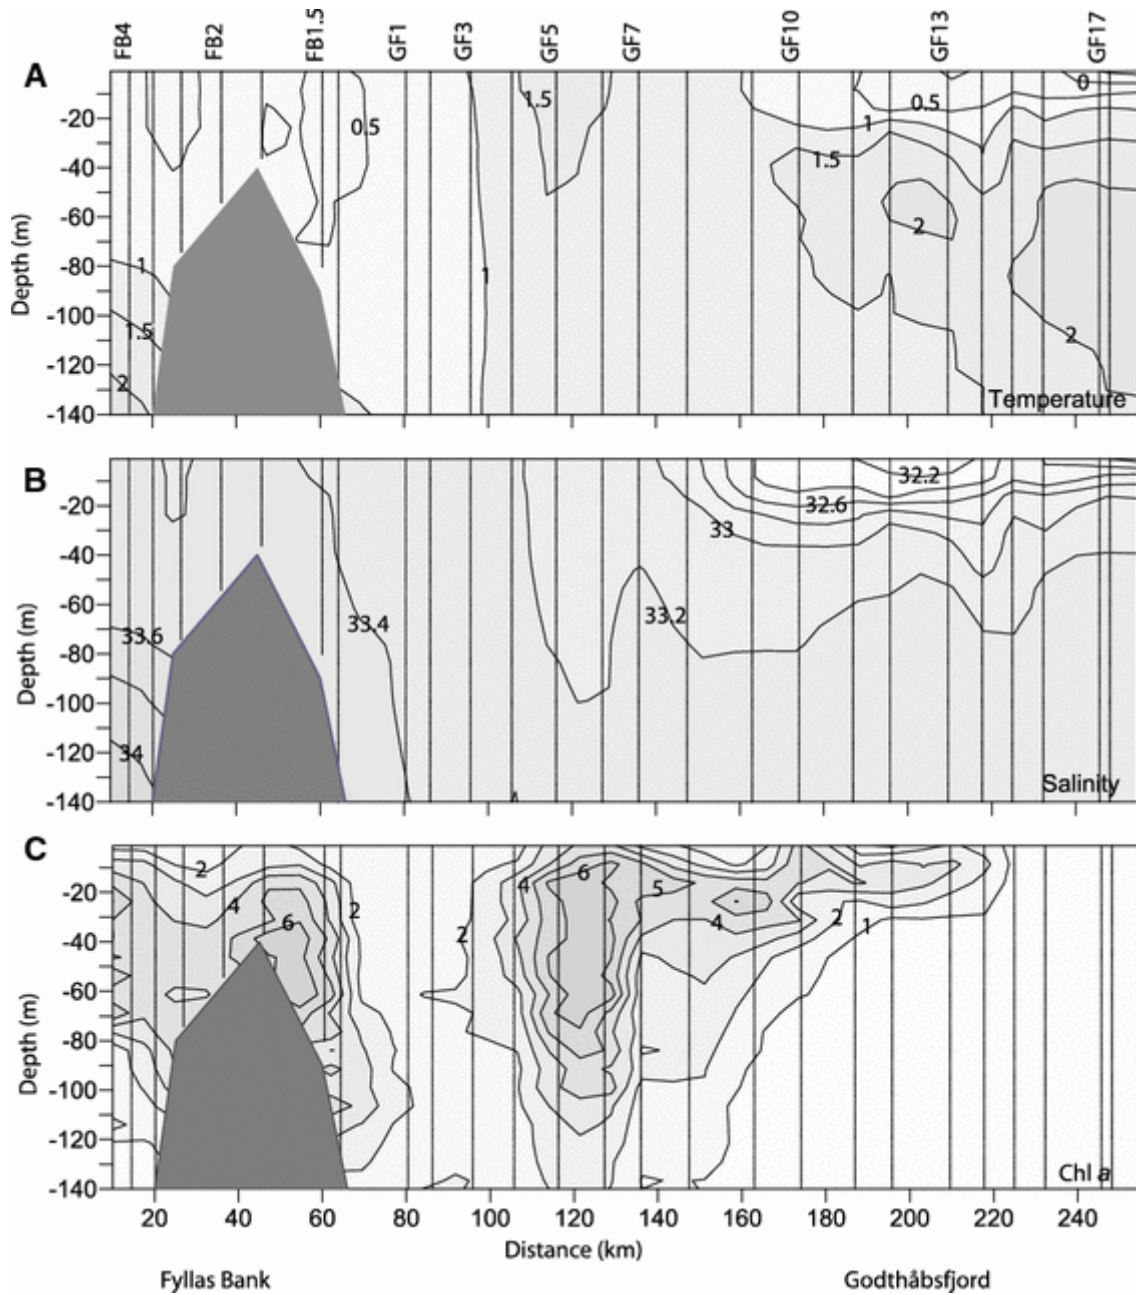 FB4 FB2 FB1.5 GF1 GF3 GF5 GF7 GF10 GF13 GF17
A
0
1.5 0.5
-20 0.5 1
-40 1.5
-60 2
Depth (m)
-80 1 1
-100 1.5 2
-120 2
-140 Temperature
B
32.2
-20 32.6
33
-40
-60 33.6 33.4 33.2
Depth (m)
-80
-100
-120 34
-140 Salinity
C
2 6
-20 4 5
4 2 2
-40 6 2 4 1
-60
Depth (m)
-80
-100
-120
-140 Chl a
20 40 60 80 100 120 140 160 180 200 220 240
Distance (km)
Fyllas Bank Godthåbsfjord